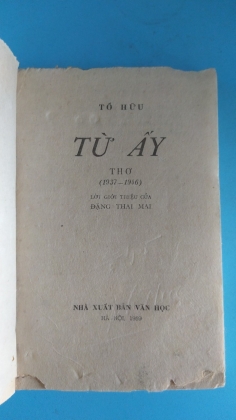 TỐ HỮU
TỪ ẤY
THƠ
(1937—1946)
LỜI GIỚI THIỆU CỦA
ĐẶNG THAI MAI
NHÀ XUẤT BẢN VĂN HỌC
HÀ NỘI